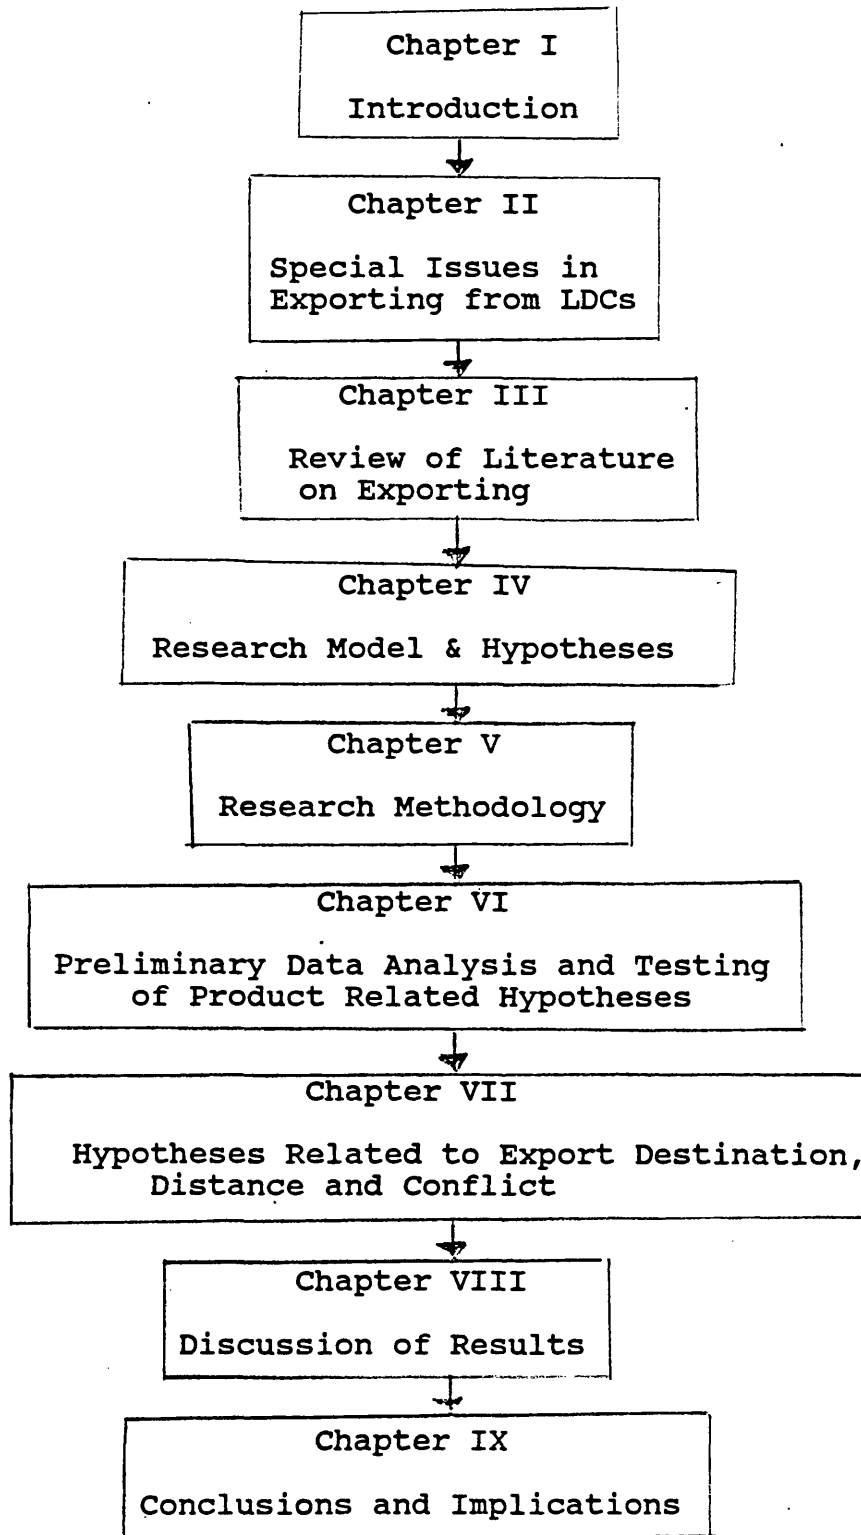 Chapter I
Introduction
Chapter II
Special Issues in
Exporting from LDCs
Chapter III
Review of Literature
on Exporting
Chapter IV
Research Model & Hypotheses
Chapter V
Research Methodology
Chapter VI
Preliminary Data Analysis and Testing
of Product Related Hypotheses
Chapter VII
Hypotheses Related to Export Destination,
Distance and Conflict
Chapter VIII
Discussion of Results
Chapter IX
Conclusions and Implications